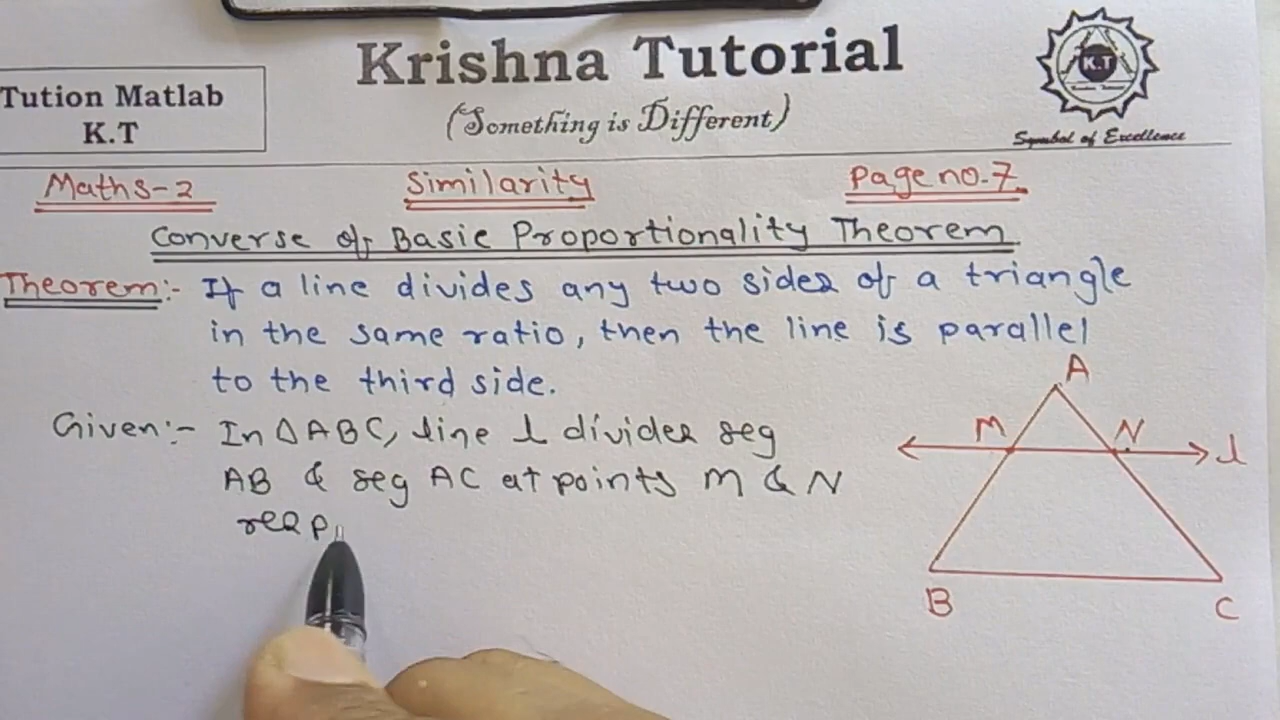 Krishna Tutorial
(Something is Different)
Tution Matlab
K.T
K.T
Symbol of Excellence
Maths-2 Similarity Page no.7
Converse of Basic Proportionality Theorem
Theorem:- If a line divides any two sides of a triangle
in the same ratio, then the line is parallel
to the third side.
Given:- In △ABC, line l divides seg
AB & seg AC at points M & N
resp.
A
M N l
B C